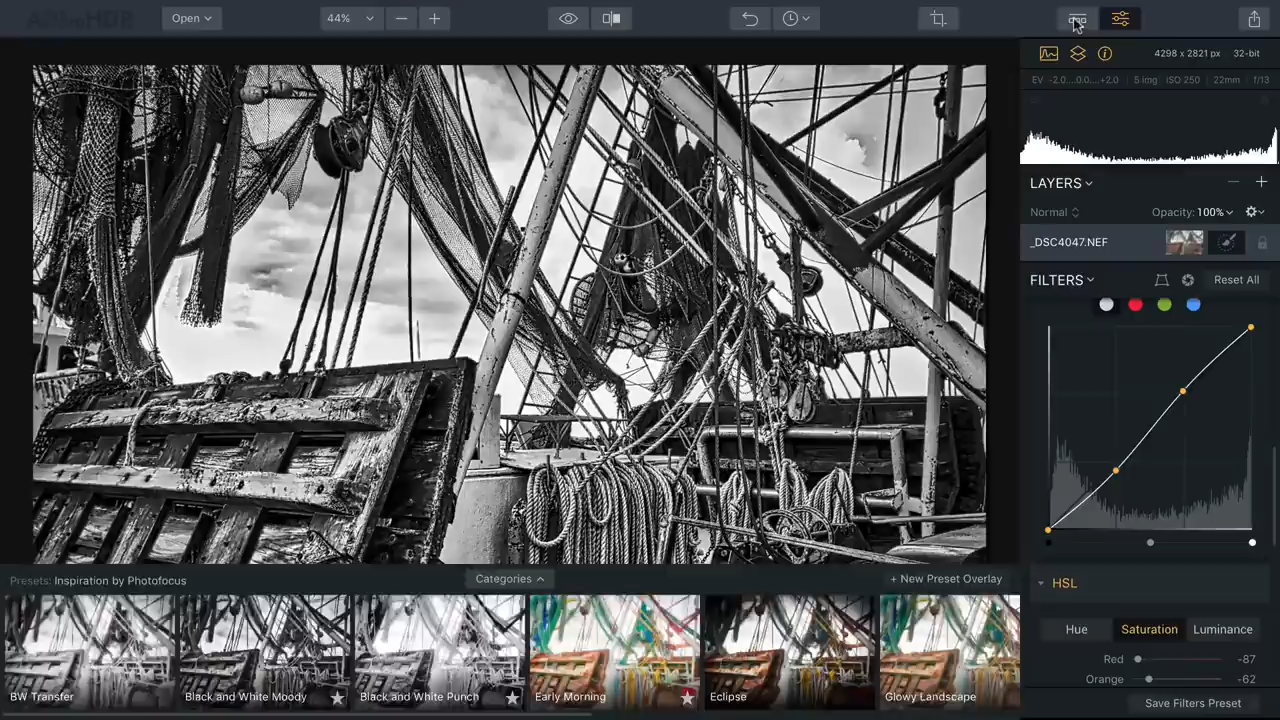 AuroraHDR
Open
44%
4298 x 2821 px 32-bit
EV -2.0...0.0...+2.0 5 img ISO 250 22mm f/13
LAYERS
Normal Opacity: 100%
_DSC4047.NEF
FILTERS Reset All
HSL
Hue Saturation Luminance
Red -87
Orange -62
Save Filters Preset
Presets: Inspiration by Photofocus Categories + New Preset Overlay
BW Transfer Black and White Moody Black and White Punch Early Morning Eclipse Glowy Landscape